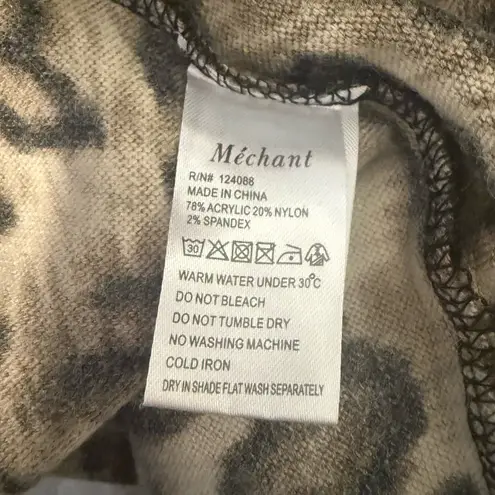 Méchant
R/N# 124088
MADE IN CHINA
78% ACRYLIC 20% NYLON
2% SPANDEX
30
WARM WATER UNDER 30°C
DO NOT BLEACH
DO NOT TUMBLE DRY
NO WASHING MACHINE
COLD IRON
DRY IN SHADE FLAT WASH SEPARATELY